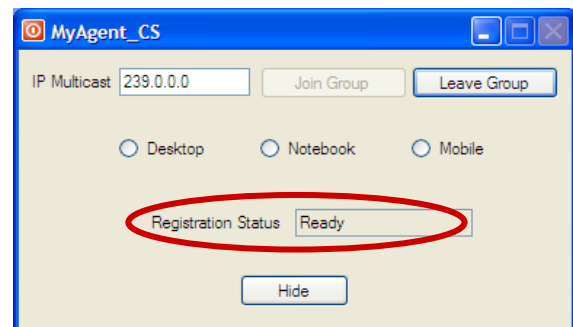 MyAgent_CS
IP Multicast 239.0.0.0 Join Group Leave Group
Desktop Notebook Mobile
Registration Status Ready
Hide